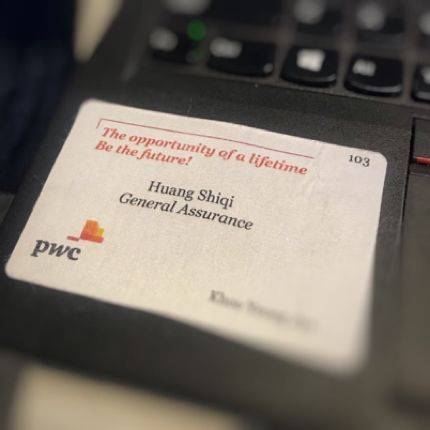 The opportunity of a lifetime
Be the future!
103
Huang Shiqi
General Assurance
pwc